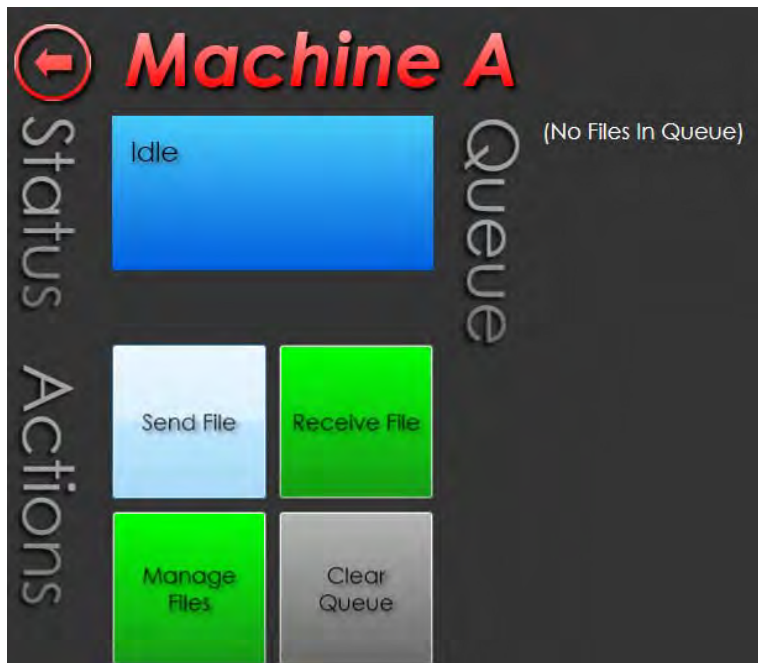 Machine A
Status
Idle
Queue
(No Files In Queue)
Actions
Send File
Receive File
Manage
Files
Clear
Queue